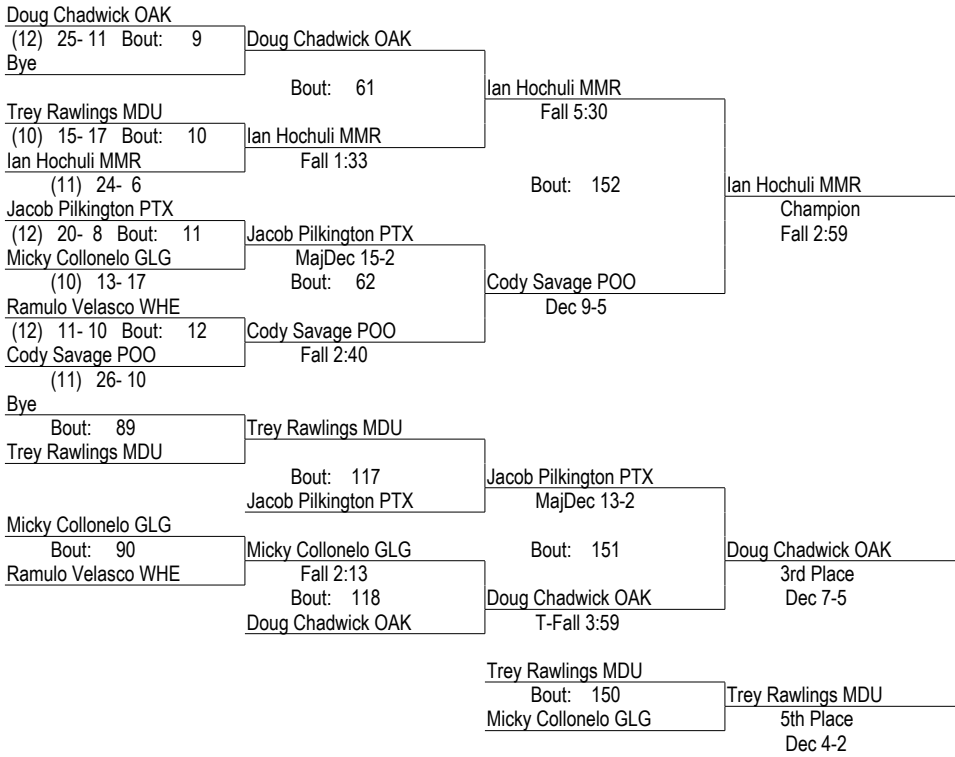 Doug Chadwick OAK
(12) 25- 11 Bout: 9
Bye
Doug Chadwick OAK
Bout: 61
Trey Rawlings MDU
(10) 15- 17 Bout: 10
Ian Hochuli MMR
(11) 24- 6
Ian Hochuli MMR
Fall 1:33
Ian Hochuli MMR
Fall 5:30
Bout: 152
Jacob Pilkington PTX
(12) 20- 8 Bout: 11
Micky Collonelo GLG
(10) 13- 17
Jacob Pilkington PTX
MajDec 15-2
Bout: 62
Ramulo Velasco WHE
(12) 11- 10 Bout: 12
Cody Savage POO
(11) 26- 10
Cody Savage POO
Fall 2:40
Cody Savage POO
Dec 9-5
Ian Hochuli MMR
Champion
Fall 2:59
Bye
Bout: 89
Trey Rawlings MDU
Trey Rawlings MDU
Bout: 117
Jacob Pilkington PTX
Jacob Pilkington PTX
MajDec 13-2
Bout: 151
Micky Collonelo GLG
Bout: 90
Ramulo Velasco WHE
Micky Collonelo GLG
Fall 2:13
Bout: 118
Doug Chadwick OAK
Doug Chadwick OAK
T-Fall 3:59
Doug Chadwick OAK
3rd Place
Dec 7-5
Trey Rawlings MDU
Bout: 150
Micky Collonelo GLG
Trey Rawlings MDU
5th Place
Dec 4-2